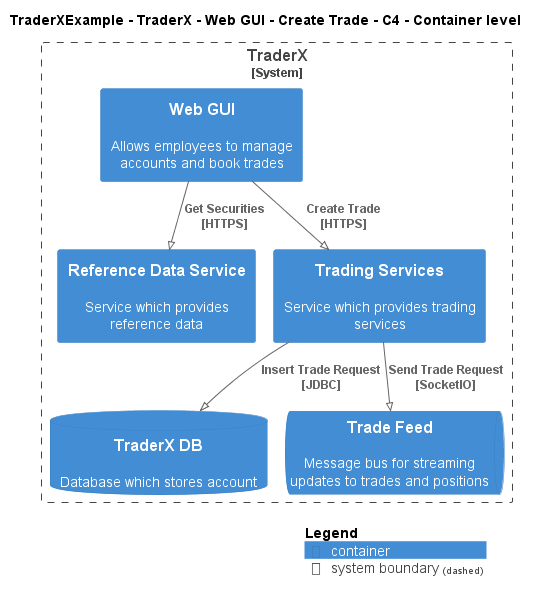 TraderXExample - TraderX - Web GUI - Create Trade - C4 - Container level
TraderX
[System]
Web GUI
Allows employees to manage
accounts and book trades
Get Securities
[HTTPS]
Create Trade
[HTTPS]
Reference Data Service
Service which provides
reference data
Trading Services
Service which provides trading
services
Insert Trade Request
[JDBC]
Send Trade Request
[SocketIO]
TraderX DB
Database which stores account
Trade Feed
Message bus for streaming
updates to trades and positions
Legend
container
system boundary (dashed)